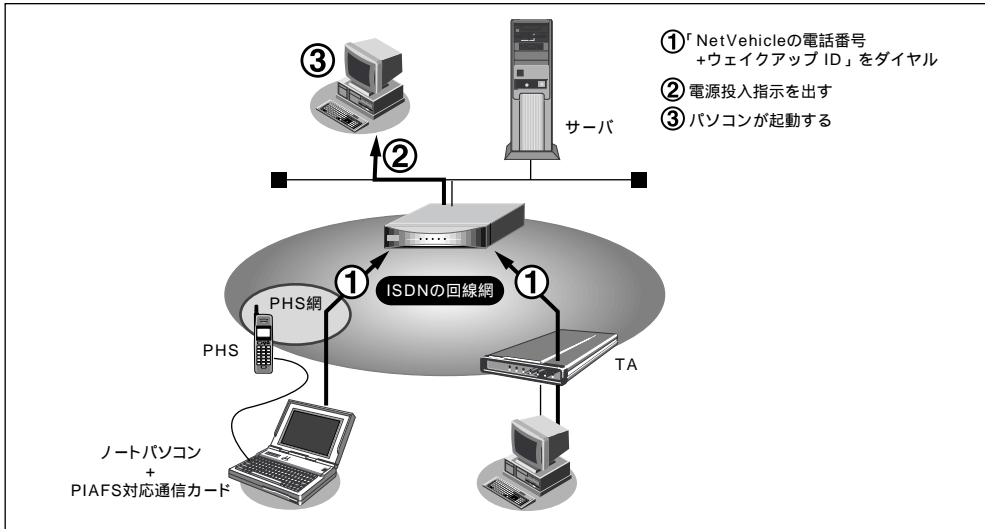 ①「NetVehicleの電話番号
+ウェイクアップ ID」をダイヤル
② 電源投入指示を出す
③ パソコンが起動する
③
サーバ
②
①
ISDNの回線網
①
PHS網
PHS
TA
ノートパソコン
+
PIAFS対応通信カード